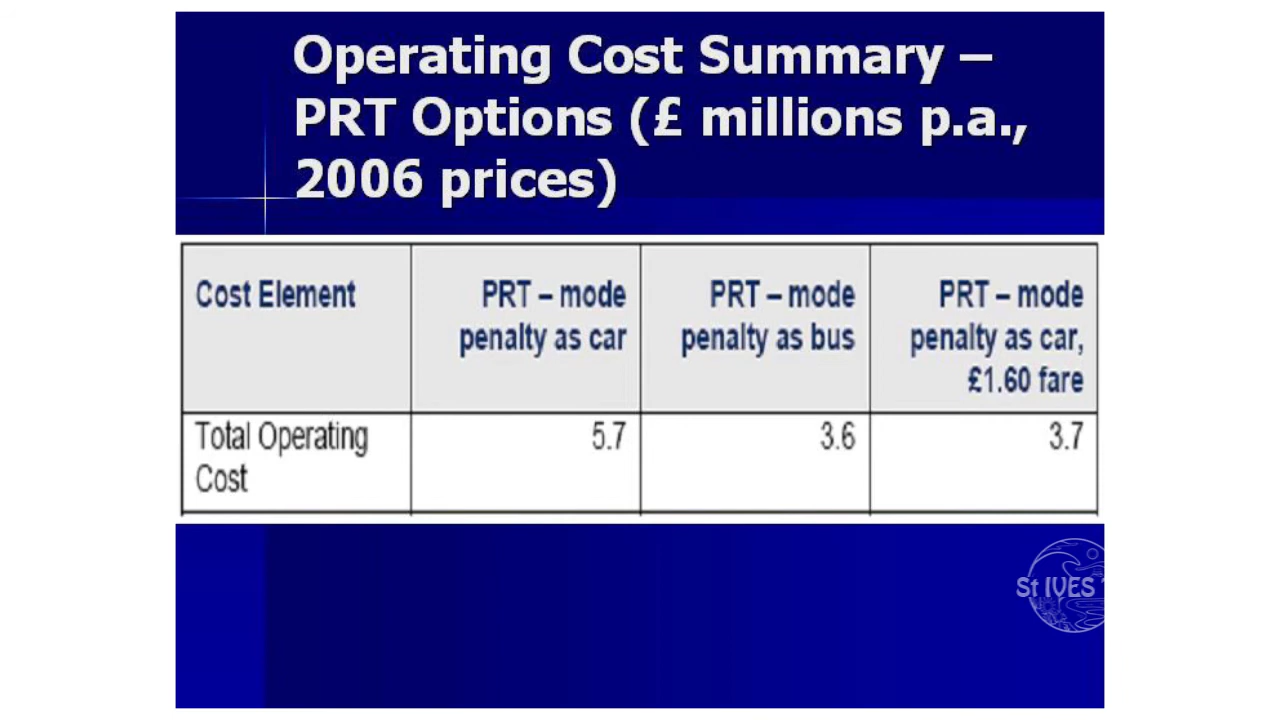 Operating Cost Summary –
PRT Options (£ millions p.a.,
2006 prices)
Cost Element
PRT – mode
penalty as car
PRT – mode
penalty as bus
PRT – mode
penalty as car,
£1.60 fare
Total Operating
Cost
5.7
3.6
3.7
St IVES